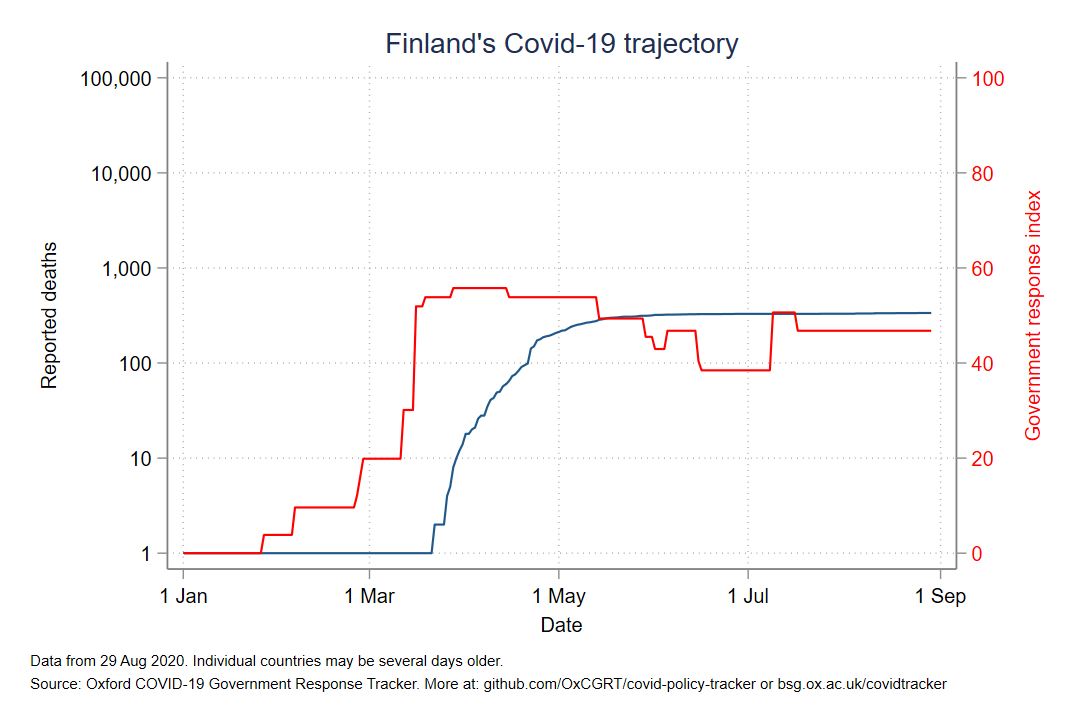 Finland's Covid-19 trajectory
100,000
10,000
1,000
100
10
1
Reported deaths
100
80
60
40
20
0
Government response index
1 Jan
1 Mar
1 May
1 Jul
1 Sep
Date
Data from 29 Aug 2020. Individual countries may be several days older.
Source: Oxford COVID-19 Government Response Tracker. More at: github.com/OxCGRT/covid-policy-tracker or bsg.ox.ac.uk/covidtracker